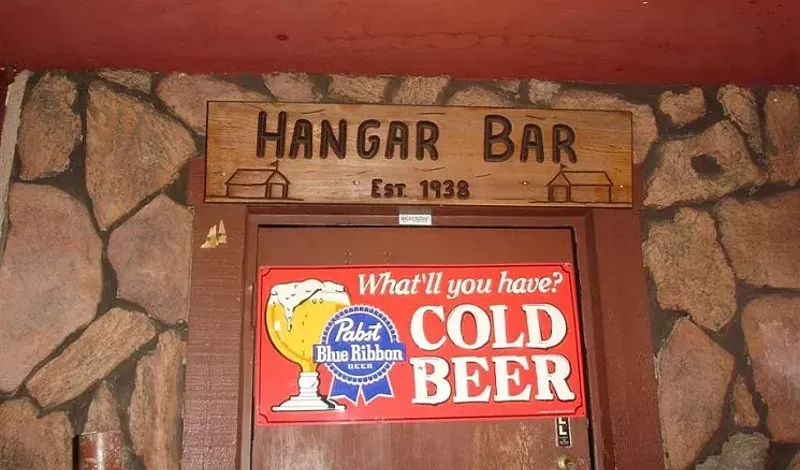 HANGAR BAR
EST. 1938
What'll you have?
Pabst
Blue Ribbon
BEER
COLD
BEER